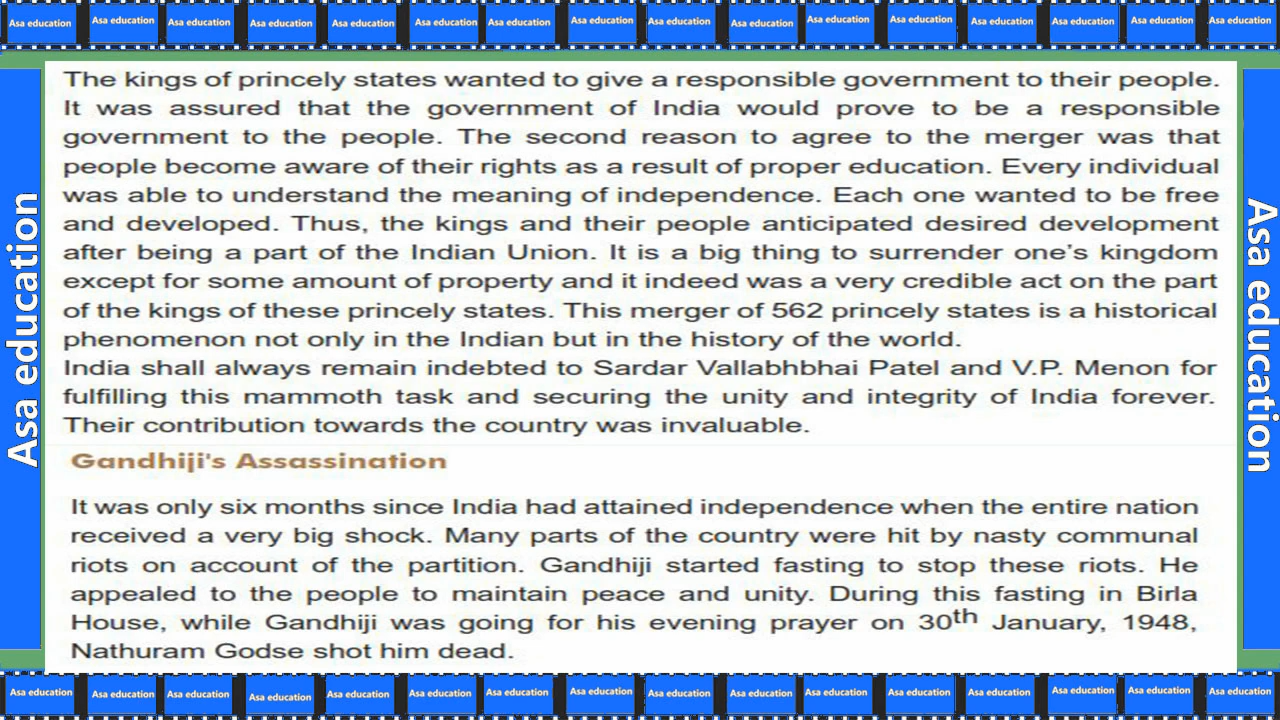 Asa education Asa education Asa education Asa education Asa education Asa education Asa education Asa education Asa education Asa education Asa education Asa education Asa education Asa education Asa education Asa education
Asa education
The kings of princely states wanted to give a responsible government to their people.
It was assured that the government of India would prove to be a responsible
government to the people. The second reason to agree to the merger was that
people become aware of their rights as a result of proper education. Every individual
was able to understand the meaning of independence. Each one wanted to be free
and developed. Thus, the kings and their people anticipated desired development
after being a part of the Indian Union. It is a big thing to surrender one's kingdom
except for some amount of property and it indeed was a very credible act on the part
of the kings of these princely states. This merger of 562 princely states is a historical
phenomenon not only in the Indian but in the history of the world.
India shall always remain indebted to Sardar Vallabhbhai Patel and V.P. Menon for
fulfilling this mammoth task and securing the unity and integrity of India forever.
Their contribution towards the country was invaluable.
Gandhiji's Assassination
It was only six months since India had attained independence when the entire nation
received a very big shock. Many parts of the country were hit by nasty communal
riots on account of the partition. Gandhiji started fasting to stop these riots. He
appealed to the people to maintain peace and unity. During this fasting in Birla
House, while Gandhiji was going for his evening prayer on 30th January, 1948,
Nathuram Godse shot him dead.
Asa education
Asa education Asa education Asa education Asa education Asa education Asa education Asa education Asa education Asa education Asa education Asa education Asa education Asa education Asa education Asa education Asa education